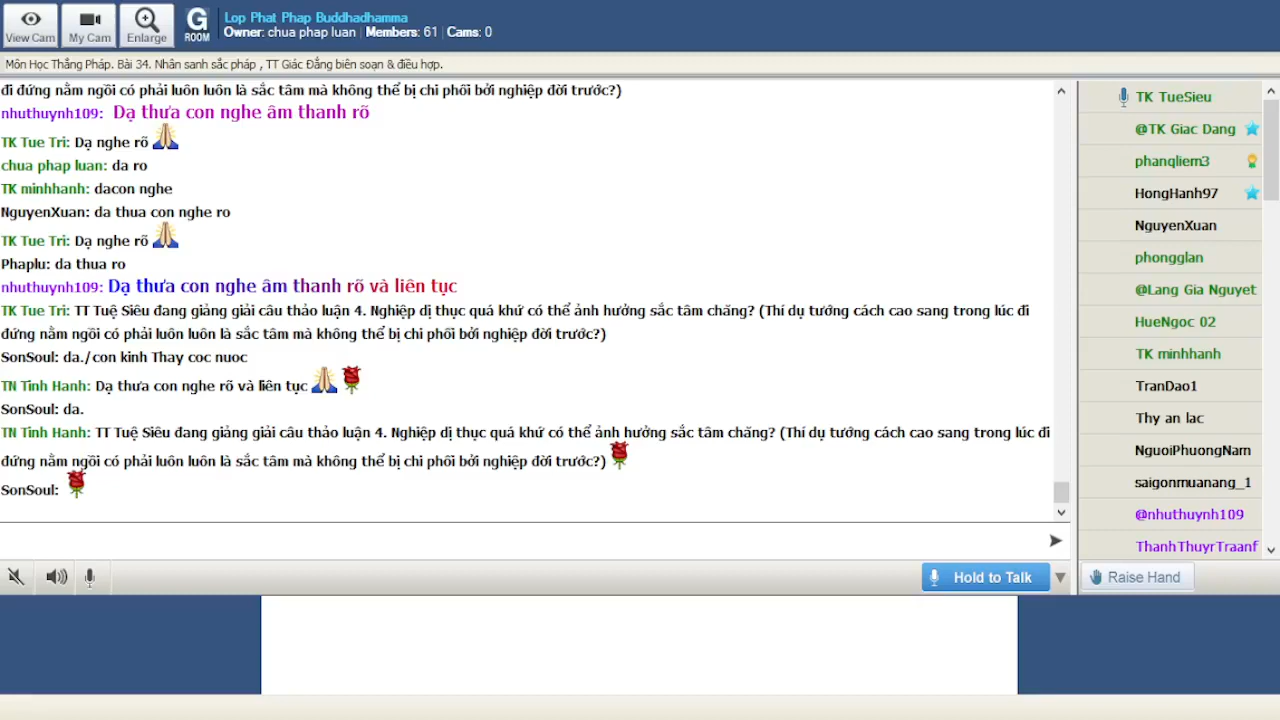 View Cam
My Cam
Enlarge
G
ROOM
Lop Phat Phap Buddhadhamma
Owner: chua phap luan | Members: 61 | Cams: 0
Môn Học Thắng Pháp. Bài 34. Nhân sanh sắc pháp , TT Giác Đẳng biên soạn & điều hợp.
đi đứng nằm ngồi có phải luôn luôn là sắc tâm mà không thể bị chi phối bởi nghiệp đời trước?)
nhuthuynh109: Dạ thưa con nghe âm thanh rõ
TK Tue Tri: Dạ nghe rõ
chua phap luan: da ro
TK minhhanh: dacon nghe
NguyenXuan: da thua con nghe ro
TK Tue Tri: Dạ nghe rõ
Phaplu: da thua ro
nhuthuynh109: Dạ thưa con nghe âm thanh rõ và liên tục
TK Tue Tri: TT Tuệ Siêu đang giảng giải câu thảo luận 4. Nghiệp dị thục quá khứ có thể ảnh hưởng sắc tâm chăng? (Thí dụ tướng cách cao sang trong lúc đi
đứng nằm ngồi có phải luôn luôn là sắc tâm mà không thể bị chi phối bởi nghiệp đời trước?)
SonSoul: da./con kinh Thay coc nuoc
TN Tinh Hanh: Dạ thưa con nghe rõ và liên tục
SonSoul: da.
TN Tinh Hanh: TT Tuệ Siêu đang giảng giải câu thảo luận 4. Nghiệp dị thục quá khứ có thể ảnh hưởng sắc tâm chăng? (Thí dụ tướng cách cao sang trong lúc đi
đứng nằm ngồi có phải luôn luôn là sắc tâm mà không thể bị chi phối bởi nghiệp đời trước?)
SonSoul:
TK TueSieu
@TK Giac Dang
phanqliem3
HongHanh97
NguyenXuan
phongglan
@Lang Gia Nguyet
HueNgoc 02
TK minhhanh
TranDao1
Thy an lac
NguoiPhuongNam
saigonmuanang_1
@nhuthuynh109
ThanhThuyrTraanf
Hold to Talk
Raise Hand